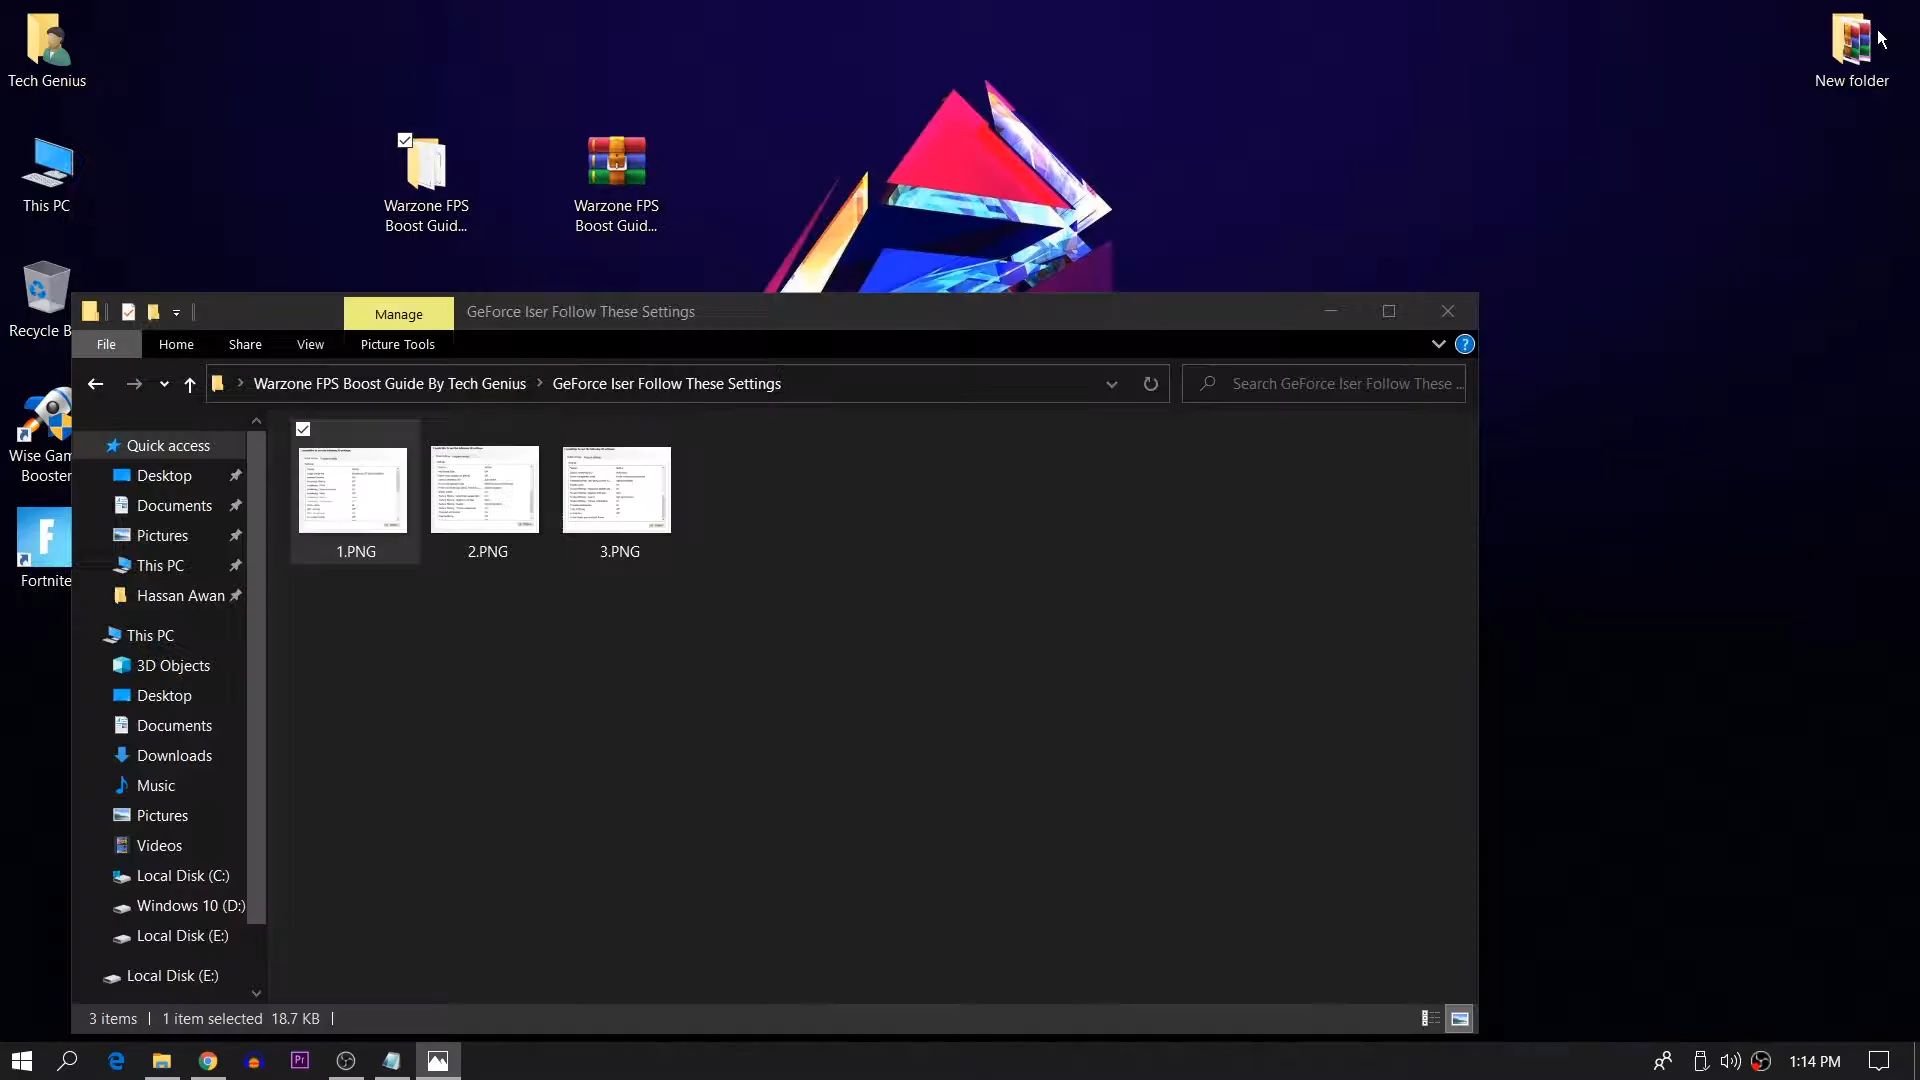 Tech Genius
New folder
This PC
Warzone FPS
Boost Guid...
Warzone FPS
Boost Guid...
Recycle B
Wise Gam
Booster
Fortnite
Manage
GeForce Iser Follow These Settings
File
Home
Share
View
Picture Tools
?
Warzone FPS Boost Guide By Tech Genius
GeForce Iser Follow These Settings
Search GeForce Iser Follow These ...
Quick access
Desktop
Documents
Pictures
This PC
Hassan Awan
This PC
3D Objects
Desktop
Documents
Downloads
Music
Pictures
Videos
Local Disk (C:)
Windows 10 (D:)
Local Disk (E:)
Local Disk (E:)
1.PNG
2.PNG
3.PNG
3 items
1 item selected 18.7 KB
Pr
1:14 PM